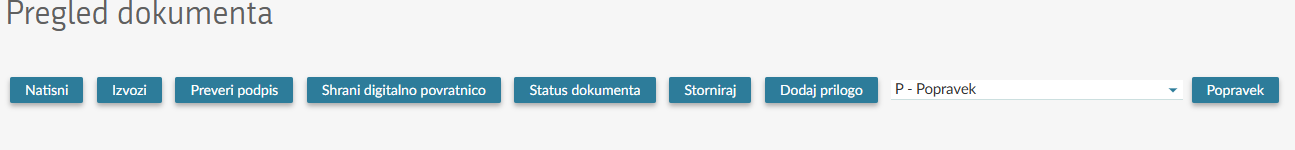 Pregled dokumenta
Natisni Izvozi Preveri podpis Shrani digitalno povratnico Status dokumenta Storniraj Dodaj prilogo P - Popravek Popravek